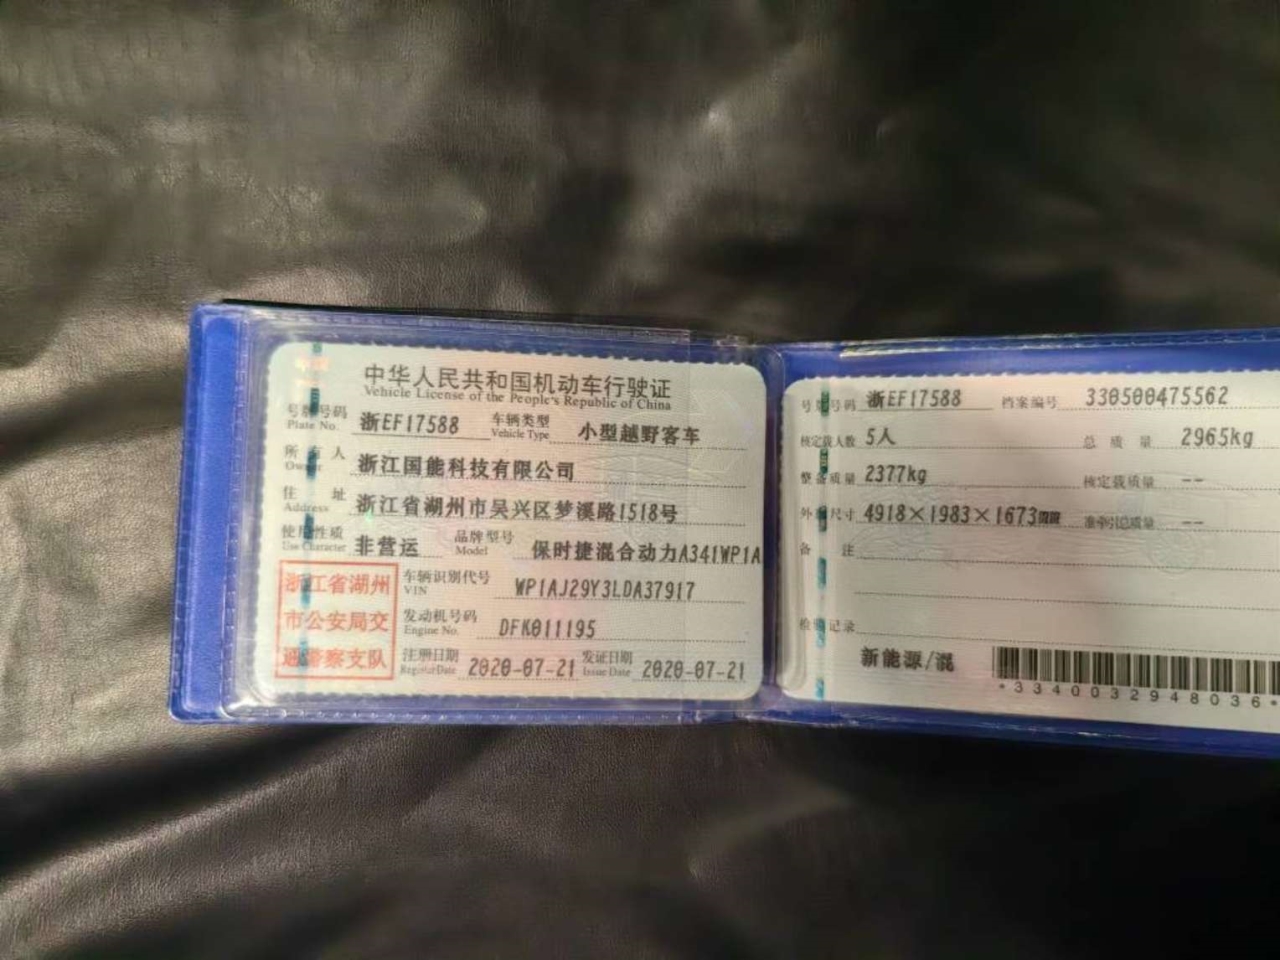 中华人民共和国机动车行驶证
Vehicle License of the People's Republic of China
号牌号码 浙EF17588 车辆类型 小型越野客车
Plate No. Vehicle Type
所有人 浙江国能科技有限公司
Owner
住址 浙江省湖州市吴兴区梦溪路1518号
Address
使用性质 非营运 品牌型号 保时捷混合动力A341WP1A
Use Character Model
浙江省湖州
市公安局交
通警察支队
车辆识别代号 WP1AJ29Y3LDA37917
VIN
发动机号码 DFK011195
Engine No.
注册日期 2020-07-21 发证日期 2020-07-21
Register Date Issue Date
号牌号码 浙EF17588 档案编号 330500475562
核定载人数 5人 总质量 2965kg
整备质量 2377kg 核定载质量 --
外廓尺寸 4918×1983×1673mm 准牵引总质量 --
备注
检验记录
新能源/混
*3340032948036*